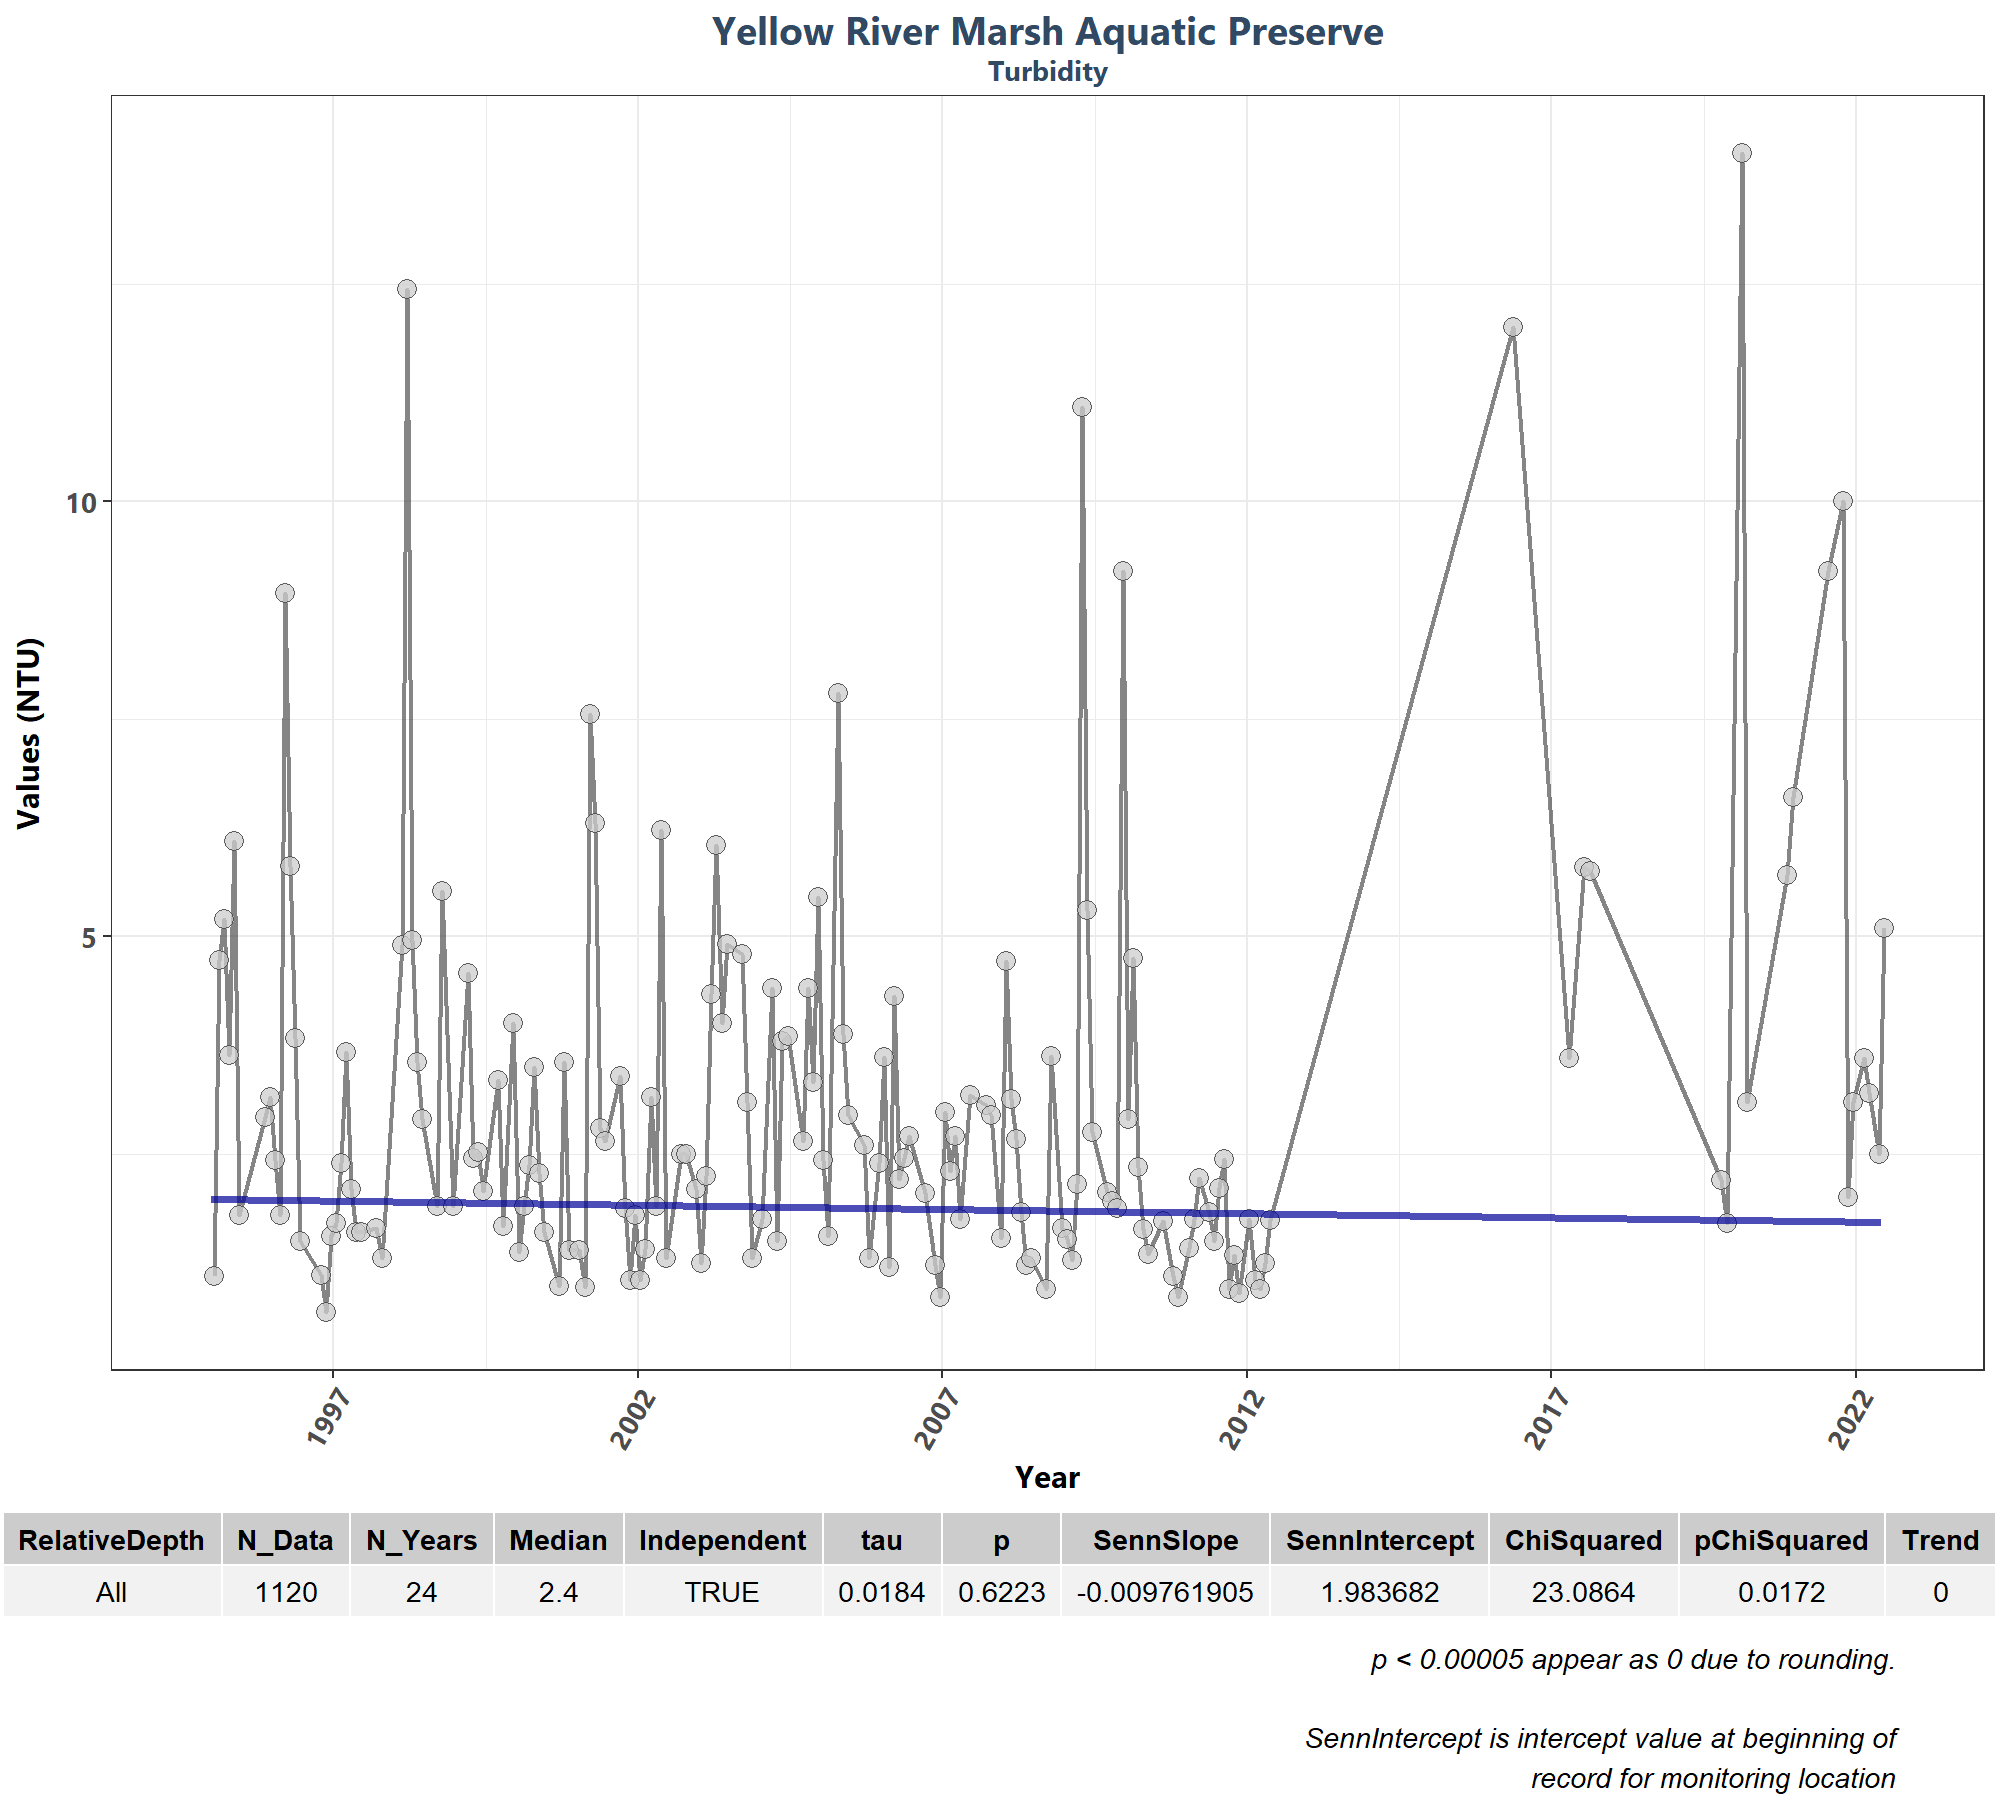 Yellow River Marsh Aquatic Preserve
Turbidity
Values (NTU)
10
5
1997 2002 2007 2012 2017 2022
Year
RelativeDepth N_Data N_Years Median Independent tau p SennSlope SennIntercept ChiSquared pChiSquared Trend
All 1120 24 2.4 TRUE 0.0184 0.6223 -0.009761905 1.983682 23.0864 0.0172 0
p < 0.00005 appear as 0 due to rounding.
SennIntercept is intercept value at beginning of
record for monitoring location